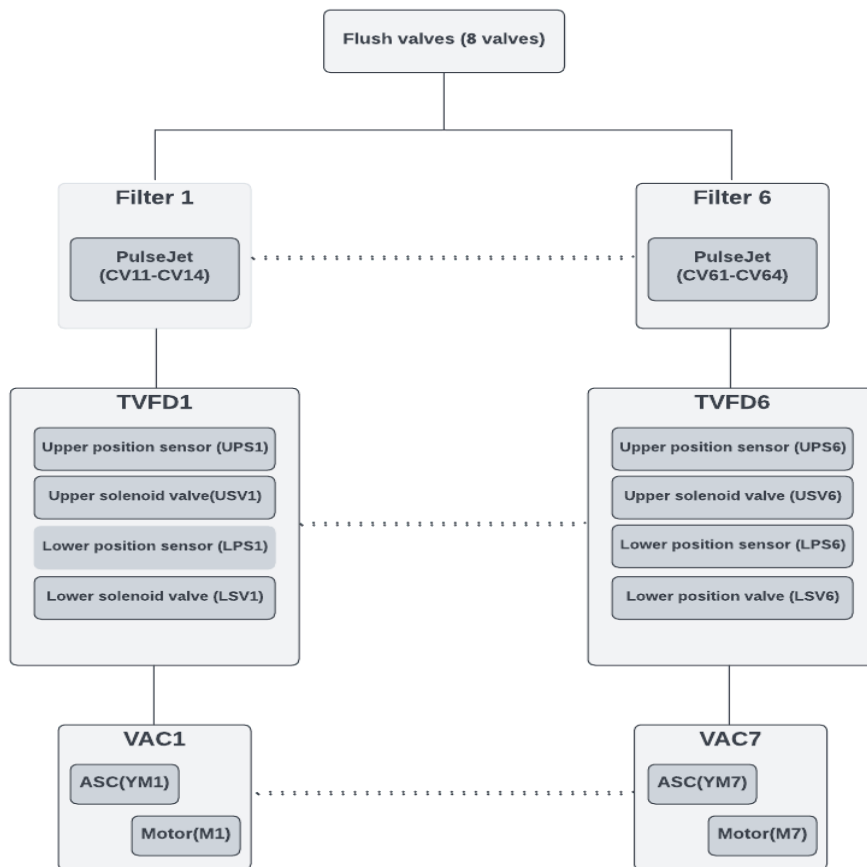 Flush valves (8 valves)
Filter 1
PulseJet
(CV11-CV14)
Filter 6
PulseJet
(CV61-CV64)
TVFD1
Upper position sensor (UPS1)
Upper solenoid valve(USV1)
Lower position sensor (LPS1)
Lower solenoid valve (LSV1)
TVFD6
Upper position sensor (UPS6)
Upper solenoid valve (USV6)
Lower position sensor (LPS6)
Lower position valve (LSV6)
VAC1
ASC(YM1)
Motor(M1)
VAC7
ASC(YM7)
Motor(M7)